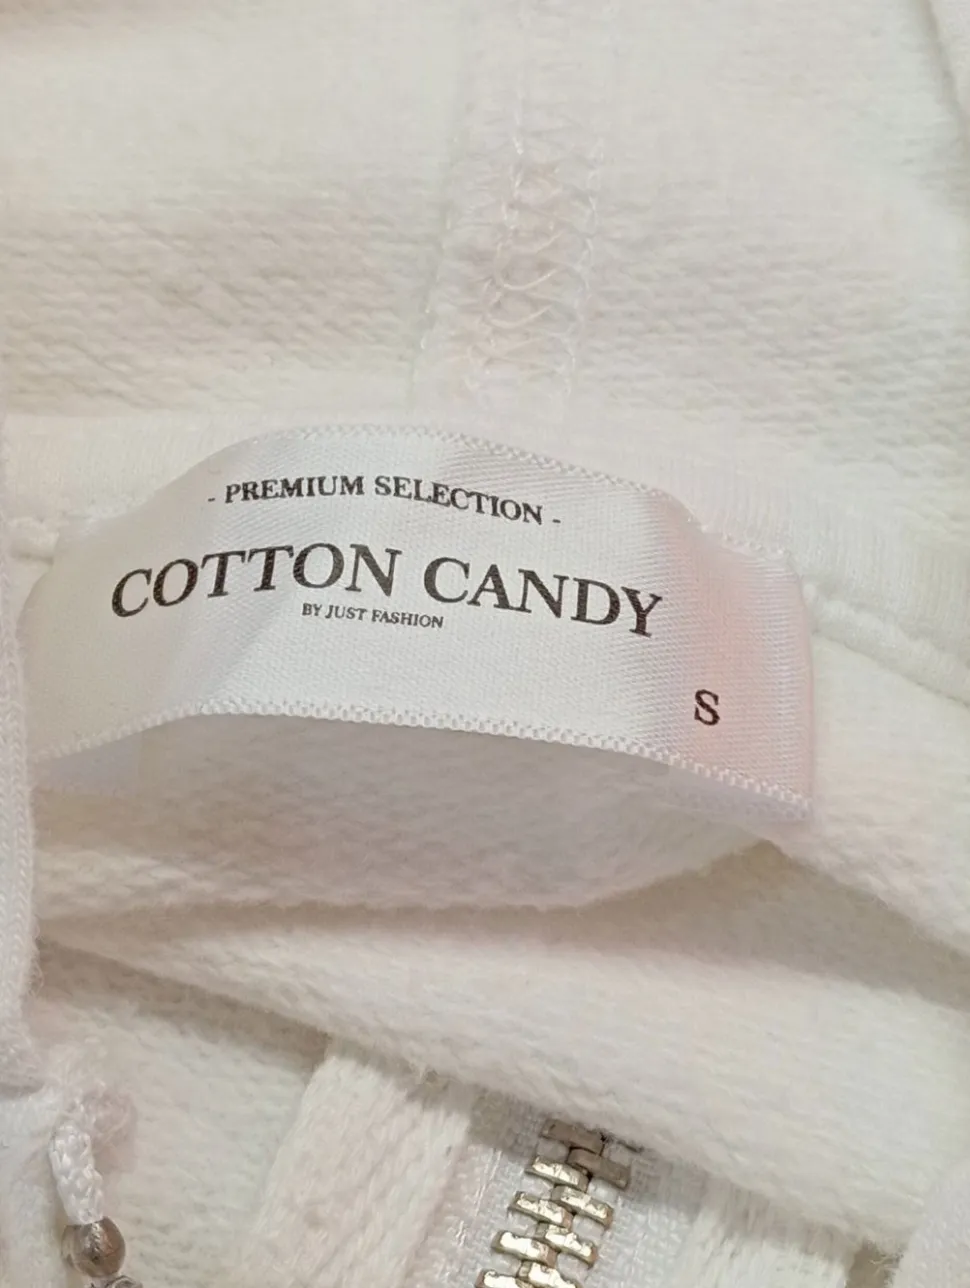 - PREMIUM SELECTION -
COTTON CANDY
BY JUST FASHION
S